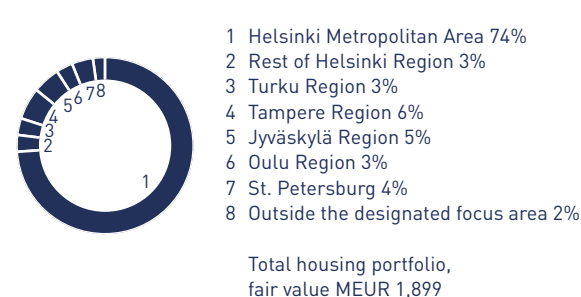 1 Helsinki Metropolitan Area 74%
2 Rest of Helsinki Region 3%
3 Turku Region 3%
4 Tampere Region 6%
5 Jyväskylä Region 5%
6 Oulu Region 3%
7 St. Petersburg 4%
8 Outside the designated focus area 2%
Total housing portfolio,
fair value MEUR 1,899
1
2
3
4
5
6
7
8